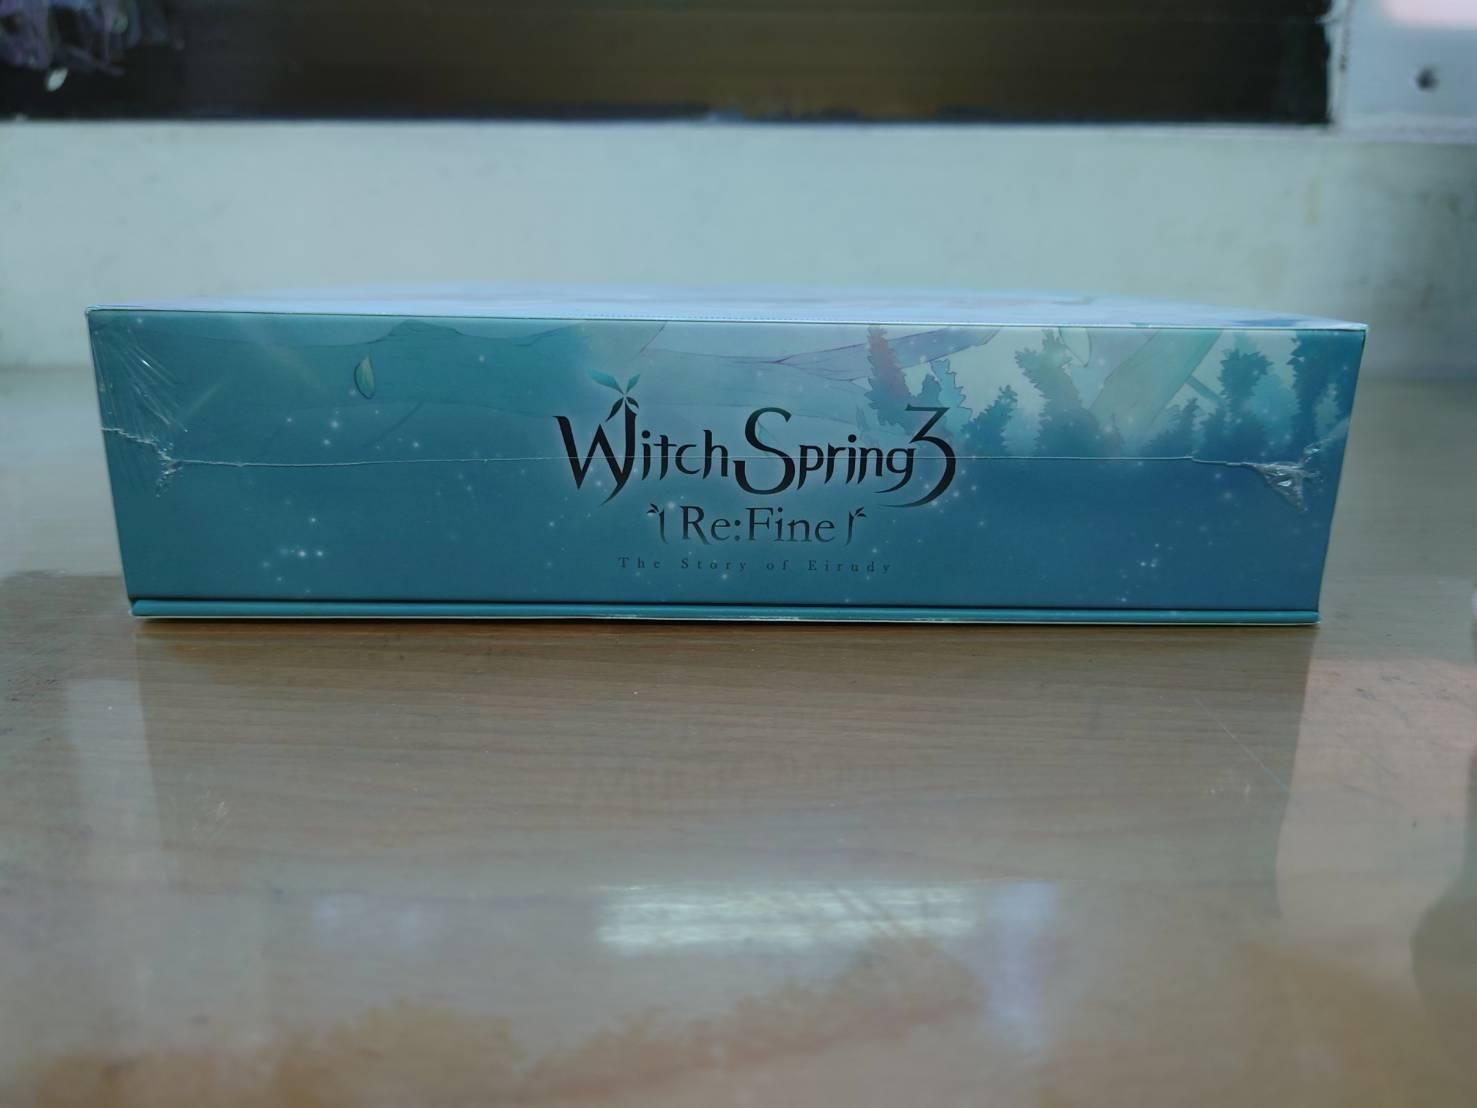 WitchSpring3
[Re:Fine]
The Story of Eirudy